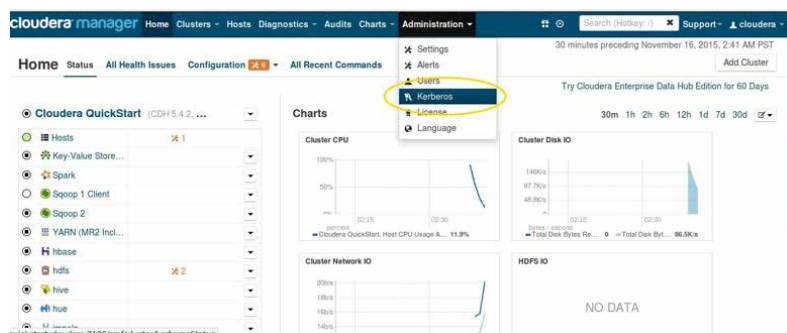 cloudera manager Home Clusters Hosts Diagnostics Audits Charts Administration Search (Hotkey: /) Support cloudera
Settings
Alerts
Users
Kerberos
License
Language
30 minutes preceding November 16, 2015, 2:41 AM PST
Home Status All Health Issues Configuration 6 All Recent Commands Add Cluster
Try Cloudera Enterprise Data Hub Edition for 60 Days
Cloudera QuickStart (CDH 5.4.2, ...
Charts
30m 1h 2h 6h 12h 1d 7d 30d
Hosts 1
Key-Value Store...
Spark
Sqoop 1 Client
Sqoop 2
YARN (MR2 Incl...
hbase
hdfs 2
hive
hue
Cluster CPU
percent
100%
50%
02:15 02:30
Cloudera QuickStart, Host CPU Usage A... 11.9%
Cluster Disk IO
bytes / second
146K/s
97.7K/s
48.8K/s
02:15 02:30
Total Disk Bytes Re... 0 Total Disk Byt... 86.5K/s
Cluster Network IO
20b/s
18b/s
16b/s
14b/s
HDFS IO
NO DATA